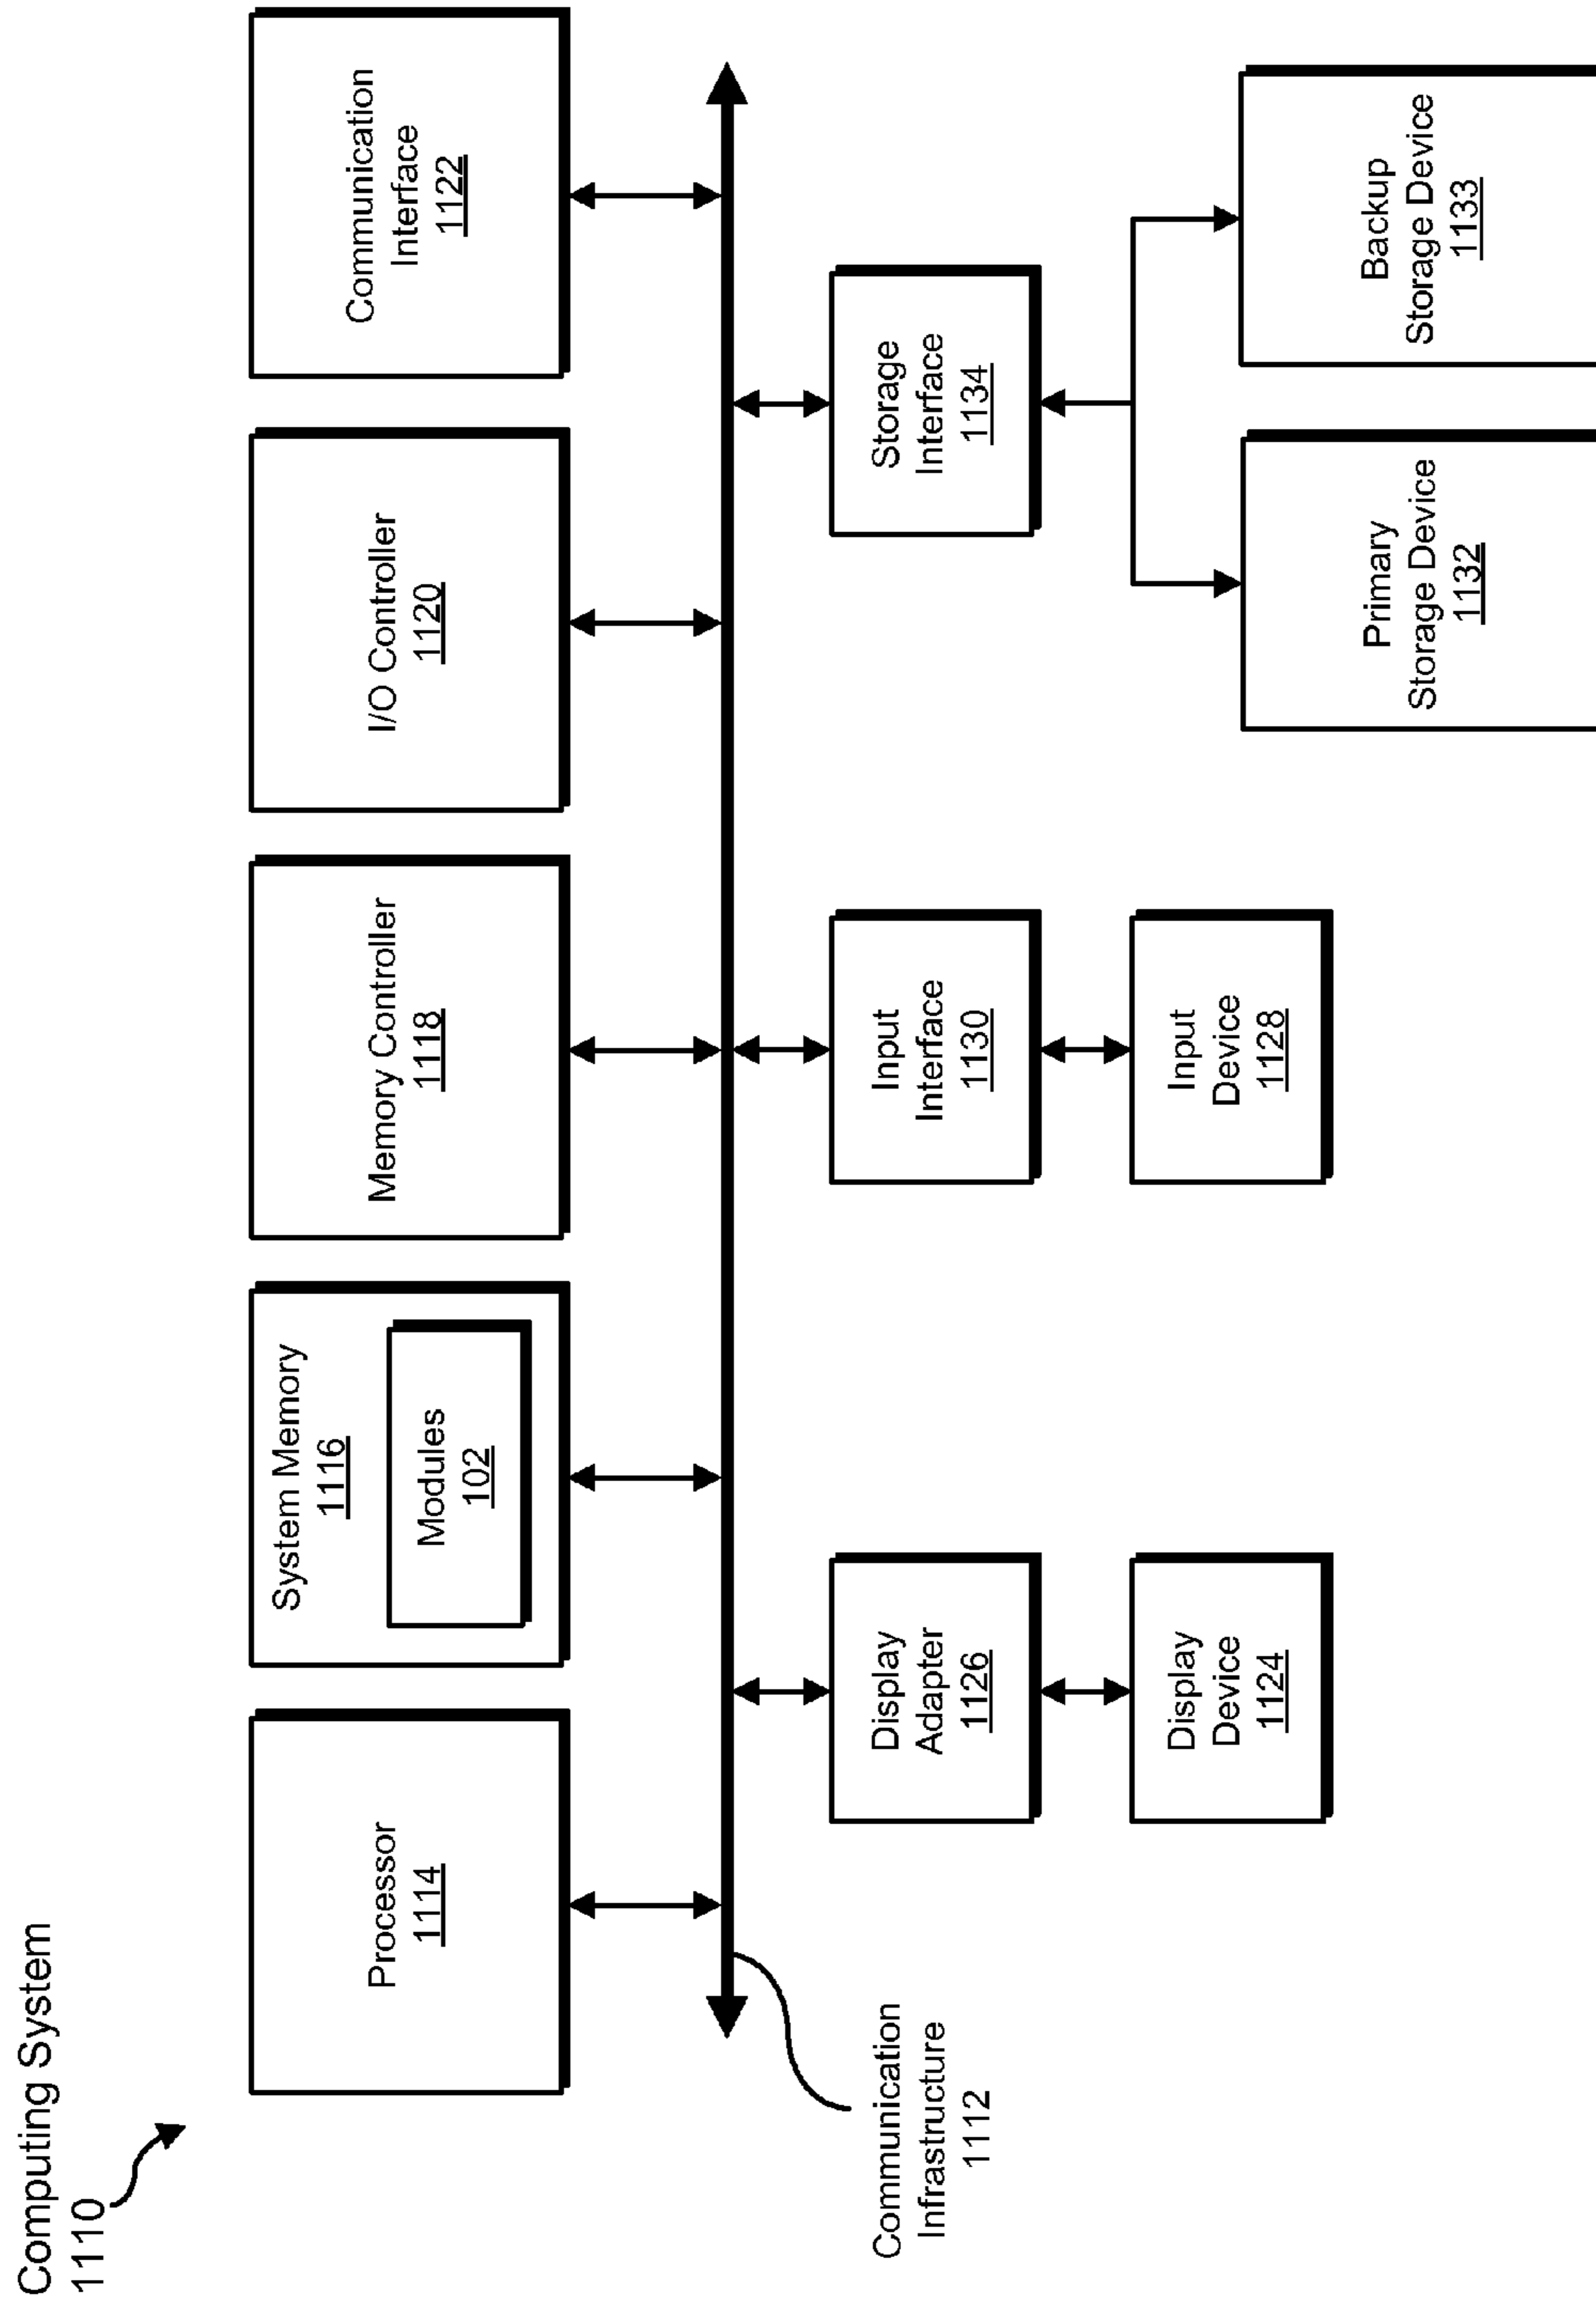 Computing System
1110
Processor
1114
System Memory
1116
Modules
102
Memory Controller
1118
I/O Controller
1120
Communication
Interface
1122
Communication
Infrastructure
1112
Display
Adapter
1126
Display
Device
1124
Input
Interface
1130
Input
Device
1128
Storage
Interface
1134
Primary
Storage Device
1132
Backup
Storage Device
1133